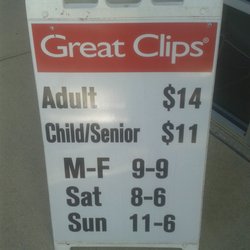 Great Clips®
Adult $14
Child/Senior $11
M-F 9-9
Sat 8-6
Sun 11-6